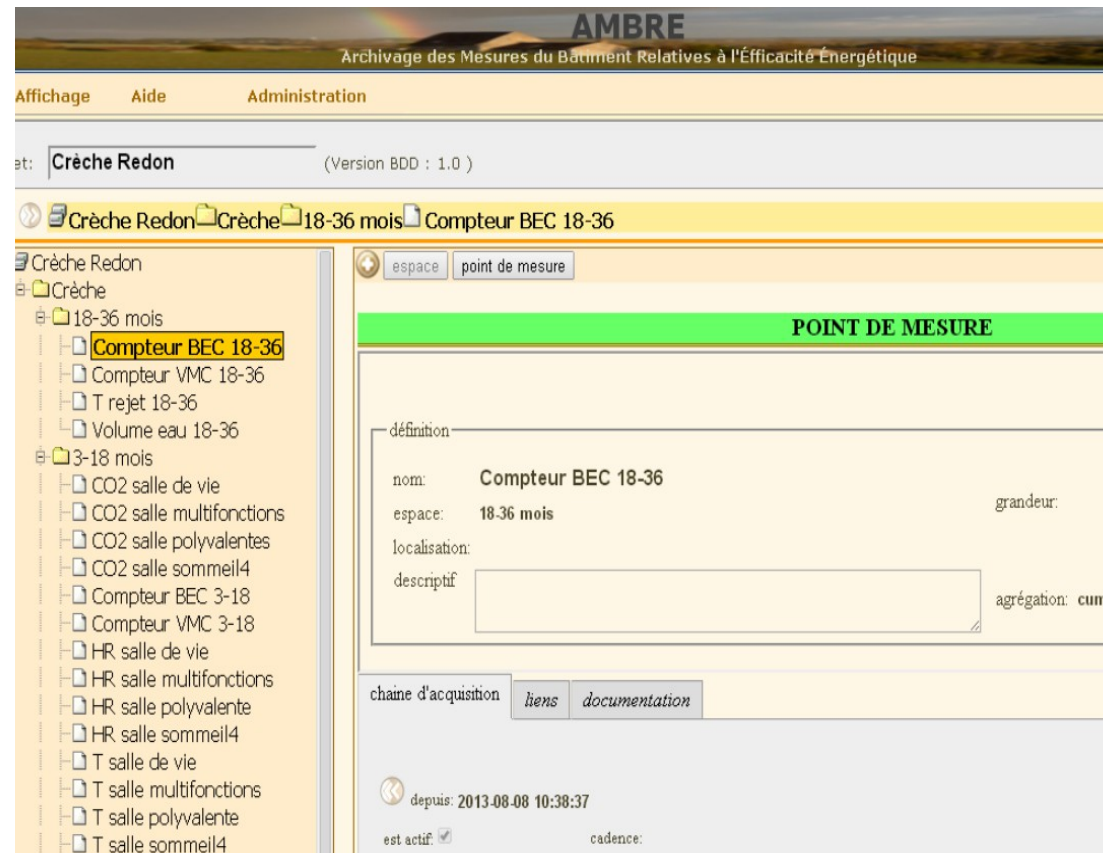 AMBRE
Archivage des Mesures du Bâtiment Relatives à l'Éfficacité Énergétique
Affichage Aide Administration
et: Crèche Redon (Version BDD : 1.0 )
Crèche Redon Crèche 18-36 mois Compteur BEC 18-36
Crèche Redon
Crèche
18-36 mois
Compteur BEC 18-36
Compteur VMC 18-36
T rejet 18-36
Volume eau 18-36
3-18 mois
CO2 salle de vie
CO2 salle multifonctions
CO2 salle polyvalentes
CO2 salle sommeil4
Compteur BEC 3-18
Compteur VMC 3-18
HR salle de vie
HR salle multifonctions
HR salle polyvalente
HR salle sommeil4
T salle de vie
T salle multifonctions
T salle polyvalente
T salle sommeil4
espace point de mesure
POINT DE MESURE
définition
nom: Compteur BEC 18-36
espace: 18-36 mois
grandeur:
localisation:
descriptif
agrégation: cum
chaine d'acquisition liens documentation
depuis: 2013-08-08 10:38:37
est actif: cadence: